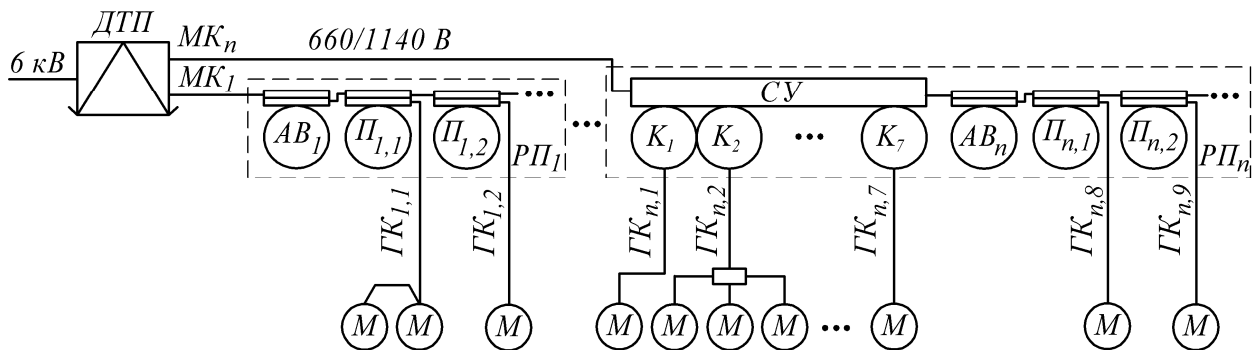 ДТП
6 кВ
МКn
660/1140 В
МК1
АВ1
П1,1
П1,2
•••
РП1
•••
СУ
К1
К2
•••
К7
АВn
Пn,1
Пn,2
•••
РПn
ГК1,1
ГК1,2
ГКn,1
ГКn,2
ГКn,7
ГКn,8
ГКn,9
М М М М М М М ••• М М М